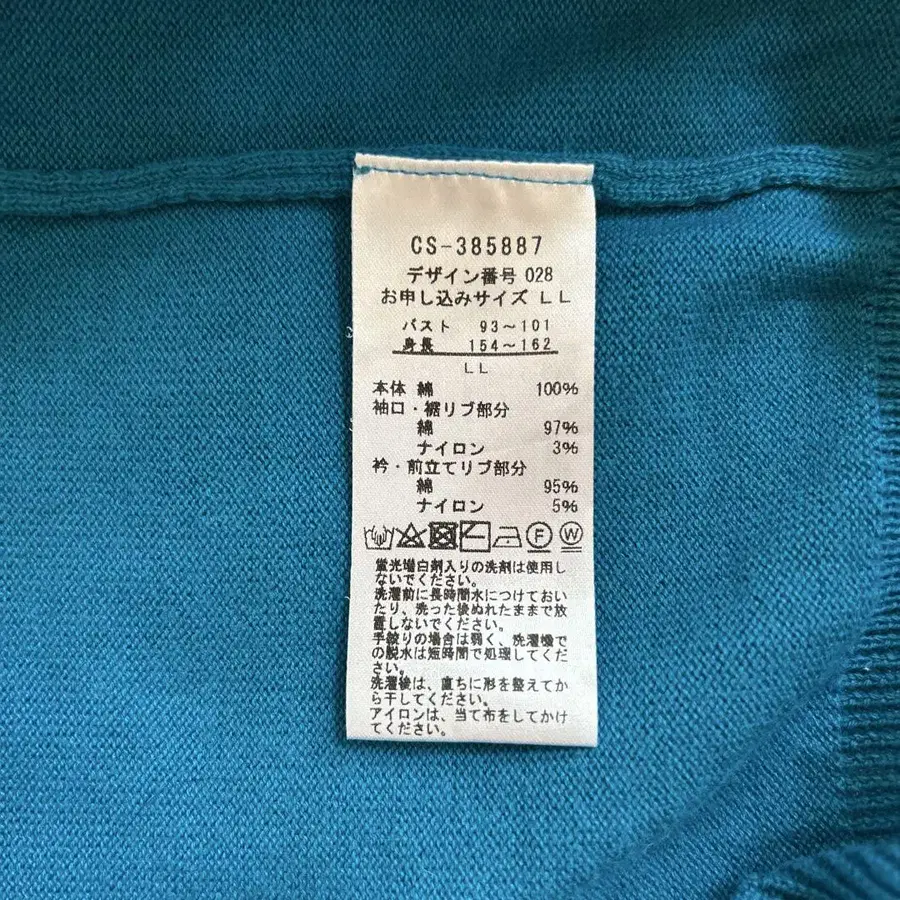 CS-385887
デザイン番号 028
お申し込みサイズ LL
バスト 93～101
身長 154～162
LL
本体 綿 100%
袖口・裾リブ部分
綿 97%
ナイロン 3%
衿・前立てリブ部分
綿 95%
ナイロン 5%
F W
蛍光増白剤入りの洗剤は使用し
ないでください。
洗濯前に長時間水につけておい
たり、洗った後ぬれたままで放
置しないでください。
手絞りの場合は弱く、洗濯機で
の脱水は短時間で処理してくだ
さい。
洗濯後は、直ちに形を整えてか
ら干してください。
アイロンは、当て布をしてかけ
てください。